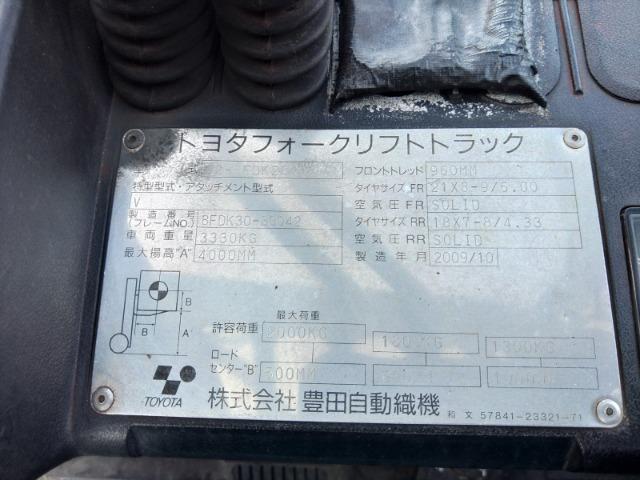 トヨタフォークリフトトラック
フロントトレッド 960MM
特型型式・アタッチメント型式 タイヤサイズ FR 21X8-9/6.00
V 空気圧 FR SOLID
製造番号 (フレームNO.) タイヤサイズ RR 18X7-8/4.33
車両重量 3330KG 空気圧 RR SOLID
最大揚高"A" 4000MM 製造年月 2009/10
B
B
A
最大荷重
許容荷重 2000KG 1300KG
ロード
センター"B"
TOYOTA 株式会社 豊田自動織機 和文 57841-23321-71